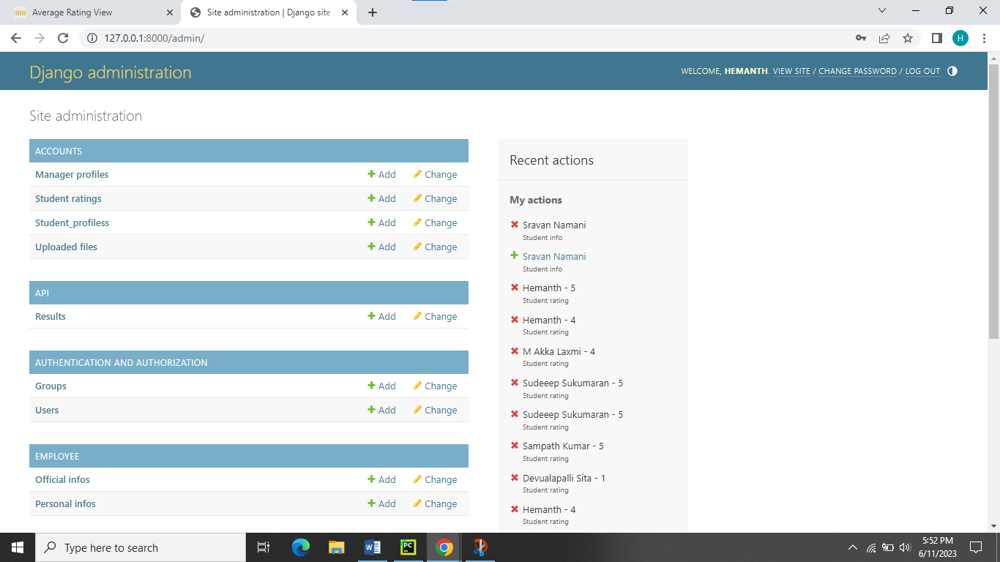 Average Rating View
Site administration | Django site
127.0.0.1:8000/admin/
H
Django administration
WELCOME, HEMANTH. VIEW SITE / CHANGE PASSWORD / LOG OUT
Site administration
ACCOUNTS
Manager profiles Add Change
Student ratings Add Change
Student_profiless Add Change
Uploaded files Add Change
API
Results Add Change
AUTHENTICATION AND AUTHORIZATION
Groups Add Change
Users Add Change
EMPLOYEE
Official infos Add Change
Personal infos Add Change
Recent actions
My actions
Sravan Namani
Student info
Sravan Namani
Student info
Hemanth - 5
Student rating
Hemanth - 4
Student rating
M Akka Laxmi - 4
Student rating
Sudeeep Sukumaran - 5
Student rating
Sudeeep Sukumaran - 5
Student rating
Sampath Kumar - 5
Student rating
Devualapalli Sita - 1
Student rating
Hemanth - 4
Student rating
Type here to search
W
PC
5:52 PM
6/11/2023